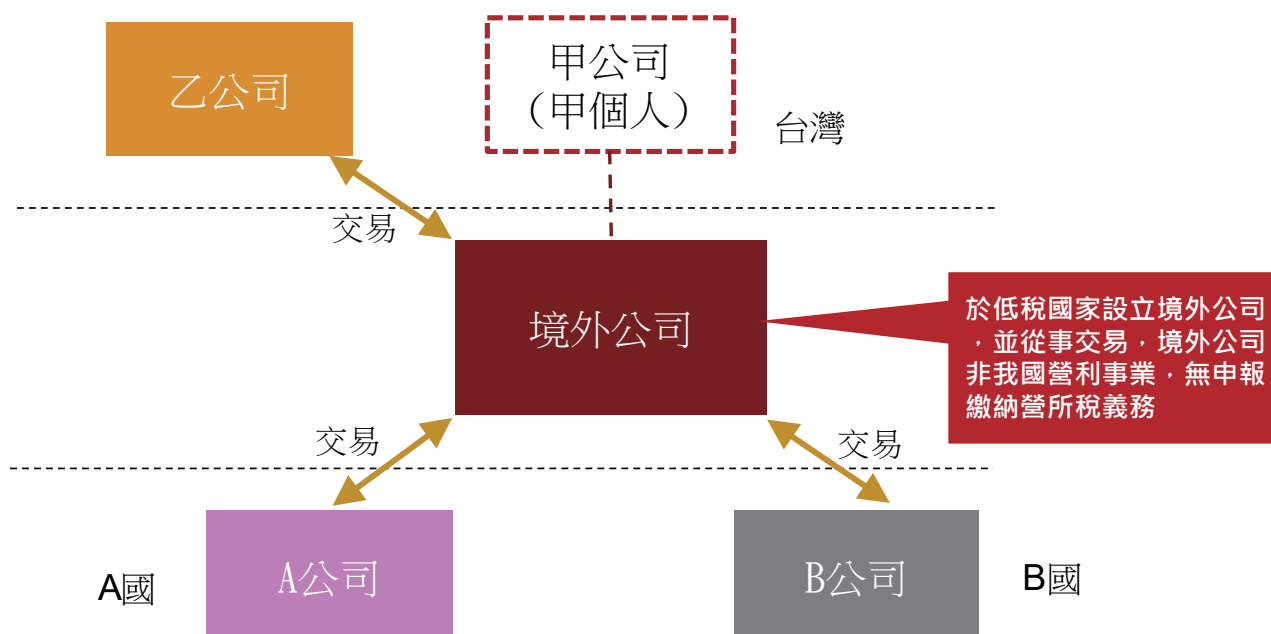 乙公司
甲公司
（甲個人）
台灣
交易
境外公司
於低稅國家設立境外公司
，並從事交易，境外公司
非我國營利事業，無申報
繳納營所稅義務
交易
交易
A國
A公司
B公司
B國